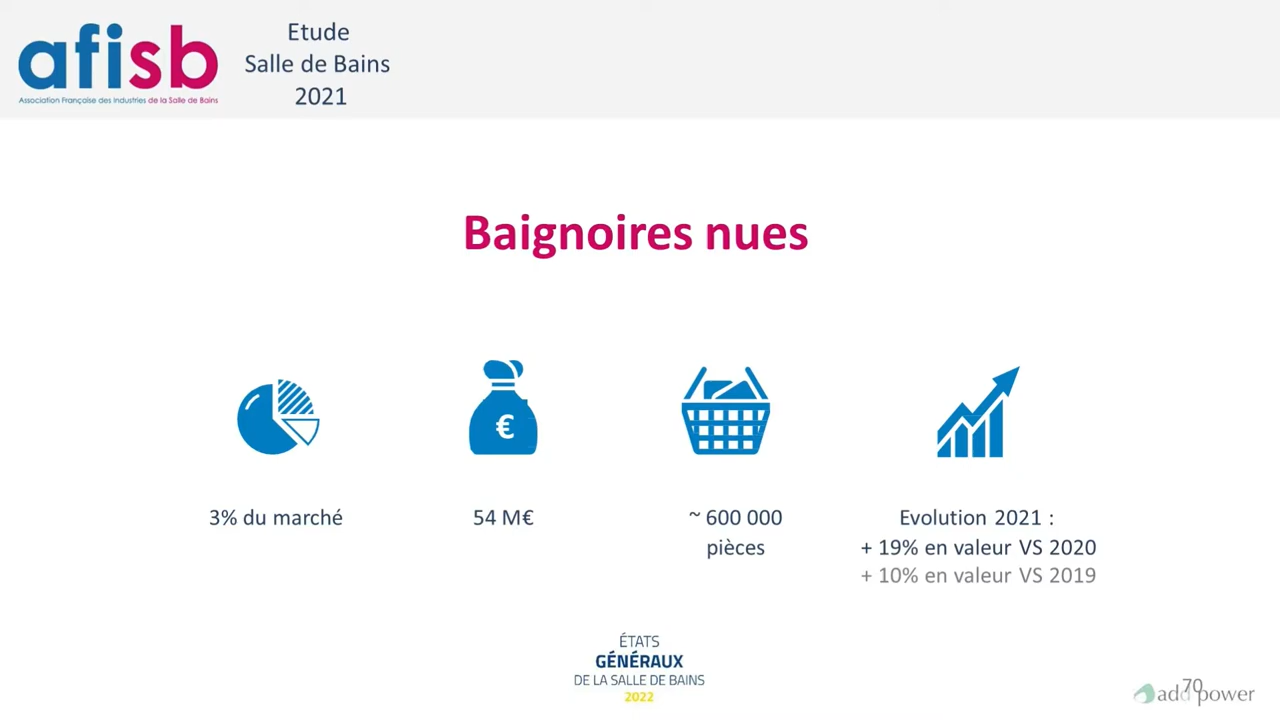 afisb
Association Française des Industries de la Salle de Bains
Etude
Salle de Bains
2021
Baignoires nues
€
3% du marché
54 M€
~ 600 000
pièces
Evolution 2021 :
+ 19% en valeur VS 2020
+ 10% en valeur VS 2019
ÉTATS
GÉNÉRAUX
DE LA SALLE DE BAINS
2022
70
add power